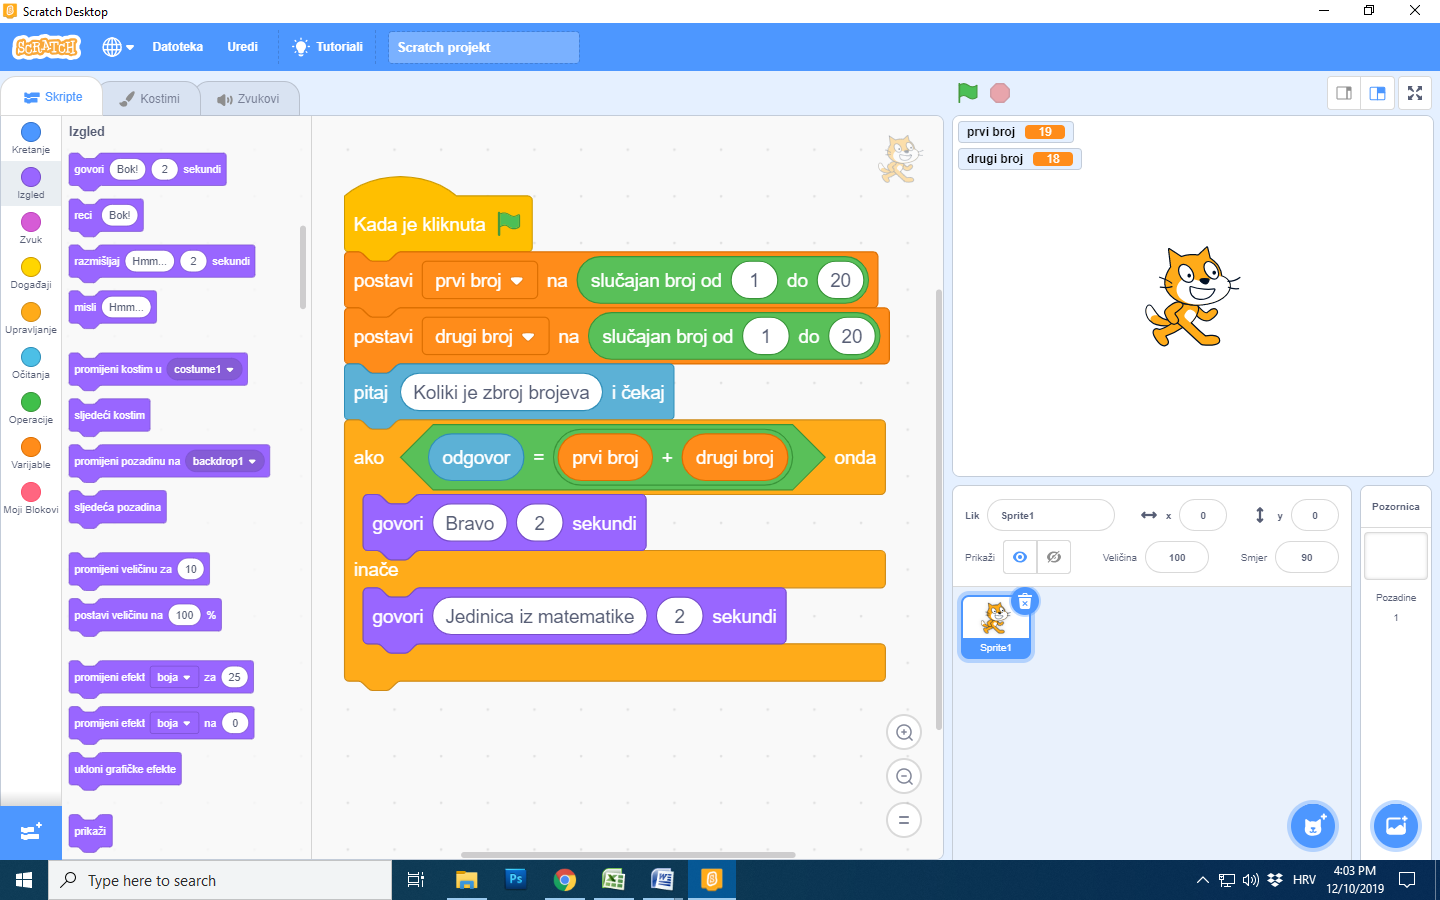 Scratch Desktop
SCRATCH
Datoteka
Uredi
Tutoriali
Scratch projekt
Skripte
Kostimi
Zvukovi
Kretanje
Izgled
Zvuk
Događaji
Upravljanje
Očitanja
Operacije
Varijable
Moji Blokovi
Izgled
govori Bok! 2 sekundi
reci Bok!
razmišljaj Hmm... 2 sekundi
misli Hmm...
promijeni kostim u costume1
sljedeći kostim
promijeni pozadinu na backdrop1
sljedeća pozadina
promijeni veličinu za 10
postavi veličinu na 100 %
promijeni efekt boja za 25
promijeni efekt boja na 0
ukloni grafičke efekte
prikaži
Kada je kliknuta
postavi prvi broj na slučajan broj od 1 do 20
postavi drugi broj na slučajan broj od 1 do 20
pitaj Koliki je zbroj brojeva i čekaj
ako odgovor = prvi broj + drugi broj onda
govori Bravo 2 sekundi
inače
govori Jedinica iz matematike 2 sekundi
prvi broj 19
drugi broj 18
Lik Sprite1 x 0 y 0
Prikaži Veličina 100 Smjer 90
Sprite1
Pozornica
Pozadine
1
Type here to search
Ps
HRV
4:03 PM
12/10/2019